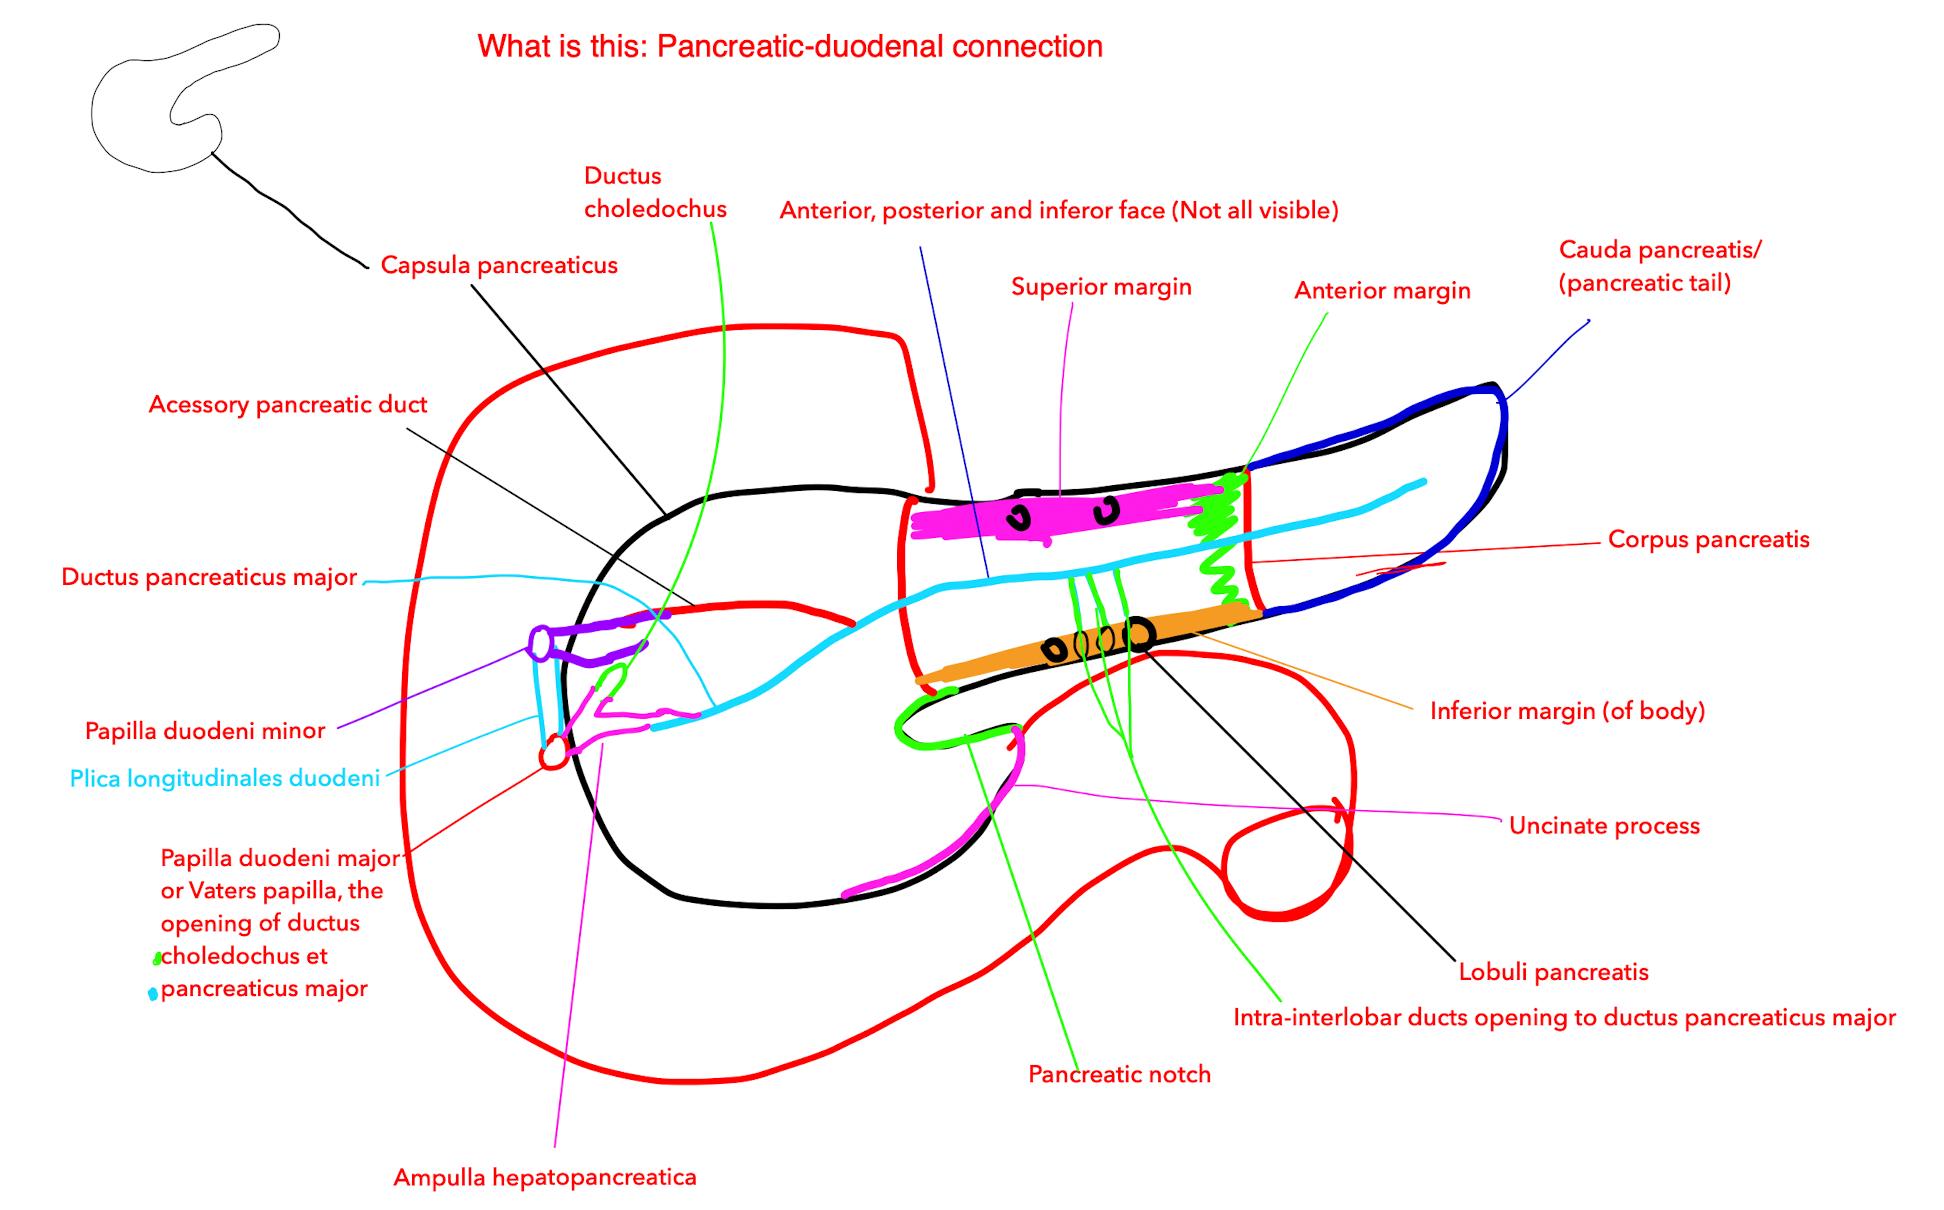 What is this: Pancreatic-duodenal connection
Ductus
choledochus
Anterior, posterior and inferor face (Not all visible)
Cauda pancreatis/
(pancreatic tail)
Capsula pancreaticus
Superior margin
Anterior margin
Acessory pancreatic duct
Corpus pancreatis
Ductus pancreaticus major
Inferior margin (of body)
Papilla duodeni minor
Plica longitudinales duodeni
Uncinate process
Papilla duodeni major
or Vaters papilla, the
opening of ductus
choledochus et
pancreaticus major
Lobuli pancreatis
Intra-interlobar ducts opening to ductus pancreaticus major
Pancreatic notch
Ampulla hepatopancreatica